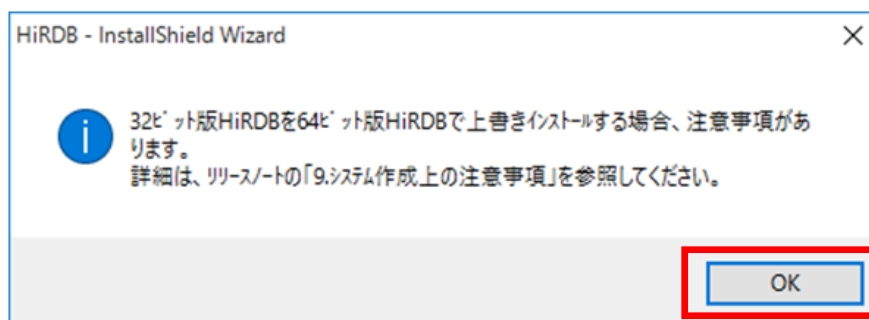 HiRDB - InstallShield Wizard
32ﾋﾞｯﾄ版HiRDBを64ﾋﾞｯﾄ版HiRDBで上書きｲﾝｽﾄｰﾙする場合、注意事項があ
ります。
詳細は、ﾘﾘｰｽﾉｰﾄの｢9.ｼｽﾃﾑ作成上の注意事項｣を参照してください。
OK